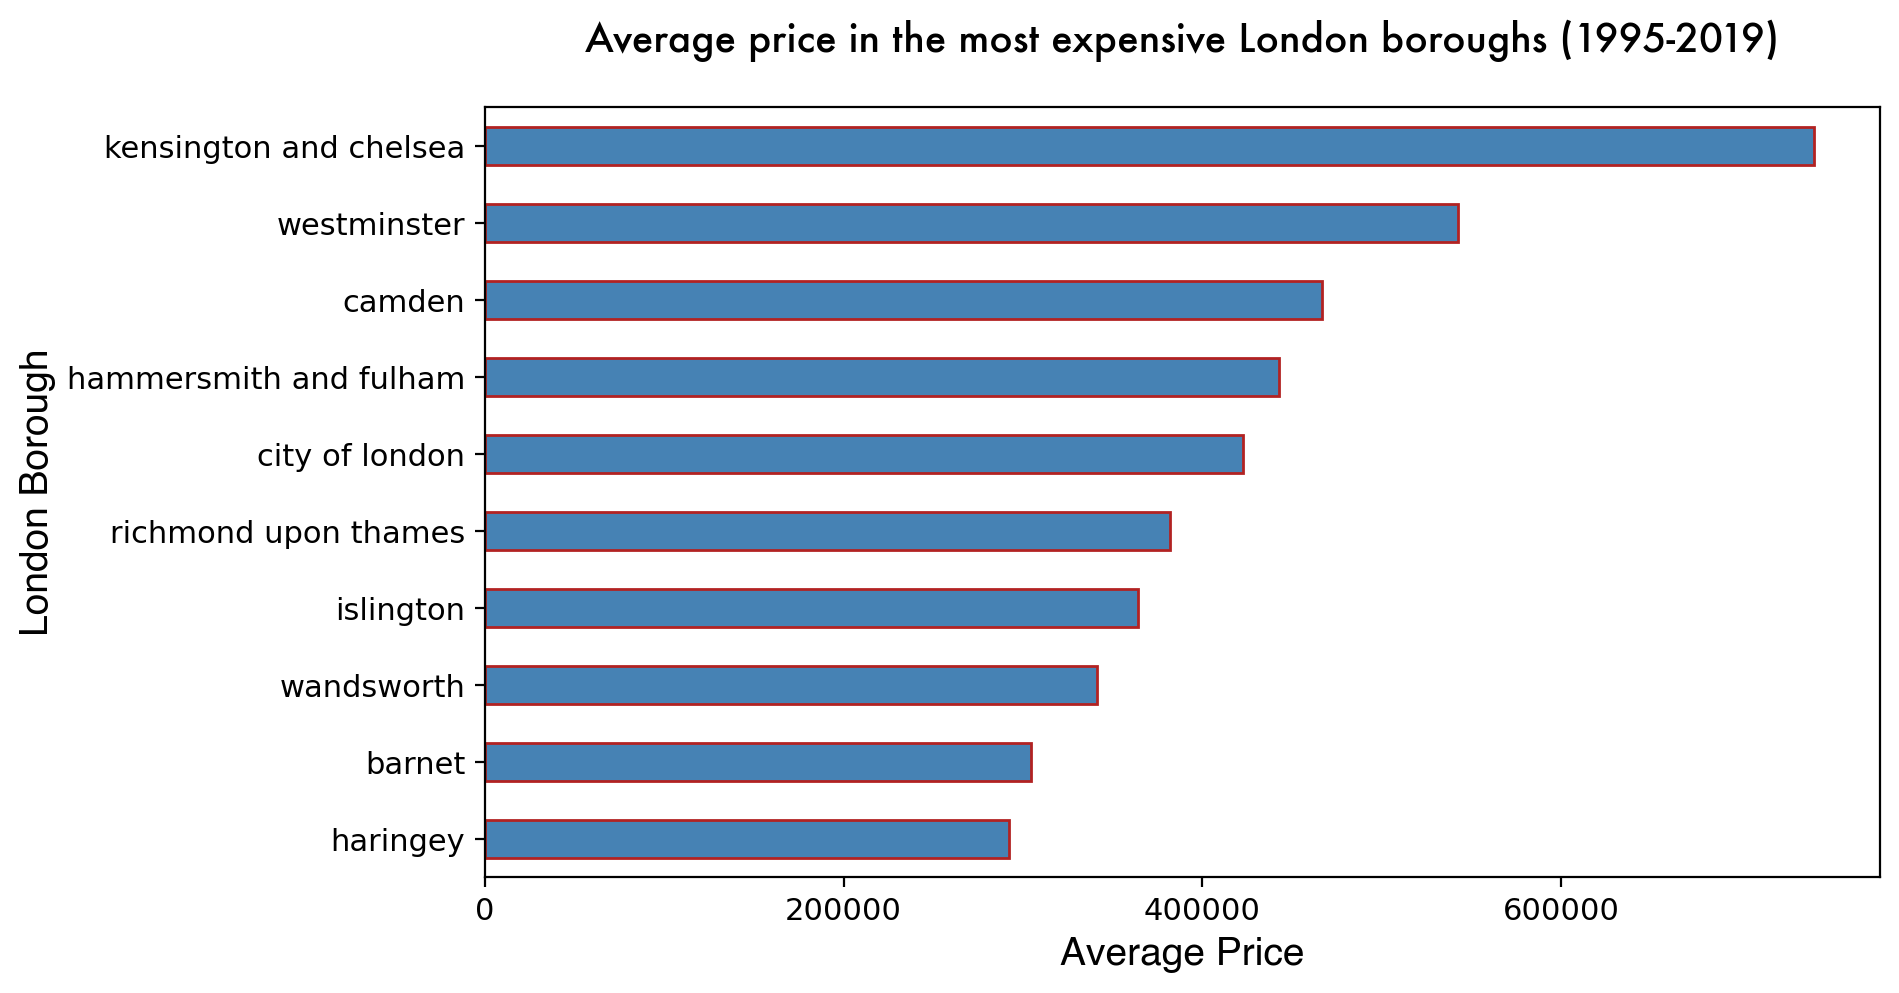 Average price in the most expensive London boroughs (1995-2019)
London Borough
kensington and chelsea
westminster
camden
hammersmith and fulham
city of london
richmond upon thames
islington
wandsworth
barnet
haringey
0 200000 400000 600000
Average Price